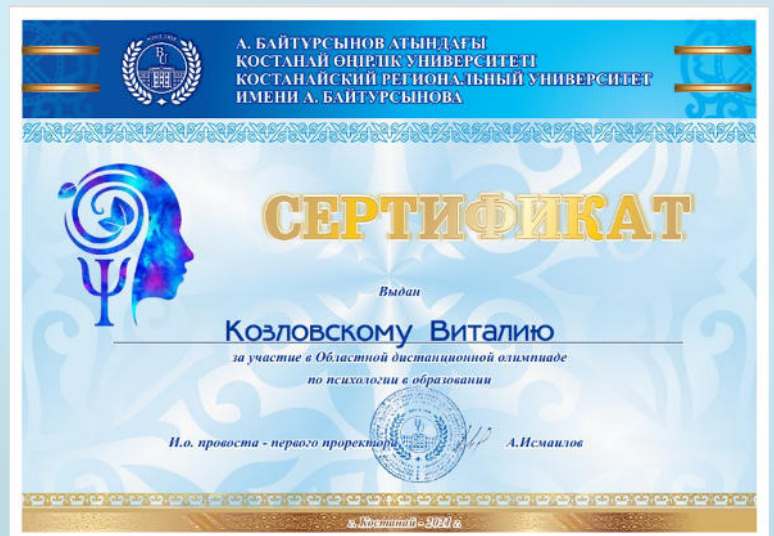 А. БАЙТҰРСЫНОВ АТЫНДАҒЫ
ҚОСТАНАЙ ӨҢІРЛІК УНИВЕРСИТЕТІ
КОСТАНАЙСКИЙ РЕГИОНАЛЬНЫЙ УНИВЕРСИТЕТ
ИМЕНИ А. БАЙТУРСЫНОВА
СЕРТИФИКАТ
Выдан
Козловскому Виталию
за участие в Областной дистанционной олимпиаде
по психологии в образовании
И.о. провоста - первого проректора А.Исмаилов
г. Костанай - 2021 г.